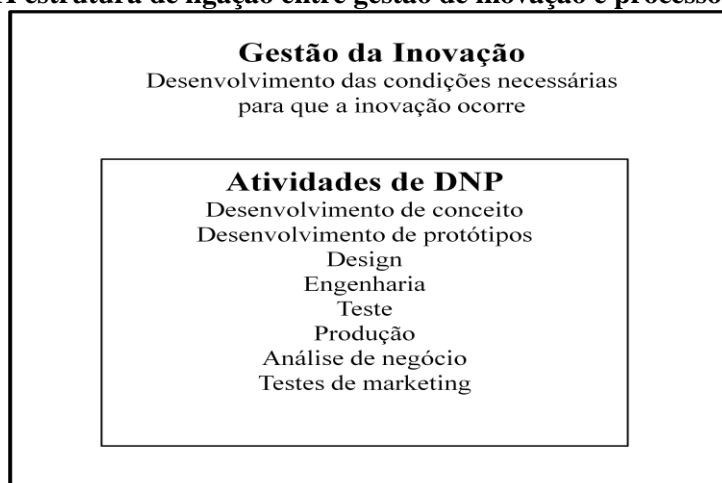 A estrutura de ligação entre gestão de inovação e processo
Gestão da Inovação
Desenvolvimento das condições necessárias
para que a inovação ocorre
Atividades de DNP
Desenvolvimento de conceito
Desenvolvimento de protótipos
Design
Engenharia
Teste
Produção
Análise de negócio
Testes de marketing